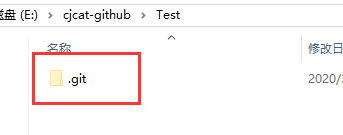 盘 (E:) › cjcat-github › Test
名称 修改日
.git 2020/